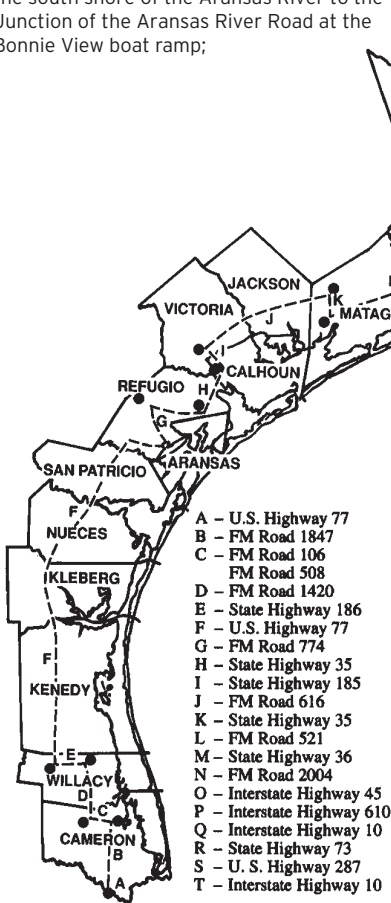 the south shore of the Aransas River to the
Junction of the Aransas River Road at the
Bonnie View boat ramp;
JACKSON
VICTORIA
K
J
L
MATAG
I
CALHOUN
REFUGIO
H
G
ARANSAS
SAN PATRICIO
F
NUECES
KLEBERG
F
KENEDY
E
WILLACY
D
C
CAMERON
B
A
A – U.S. Highway 77
B – FM Road 1847
C – FM Road 106
FM Road 508
D – FM Road 1420
E – State Highway 186
F – U.S. Highway 77
G – FM Road 774
H – State Highway 35
I – State Highway 185
J – FM Road 616
K – State Highway 35
L – FM Road 521
M – State Highway 36
N – FM Road 2004
O – Interstate Highway 45
P – Interstate Highway 610
Q – Interstate Highway 10
R – State Highway 73
S – U. S. Highway 287
T – Interstate Highway 10